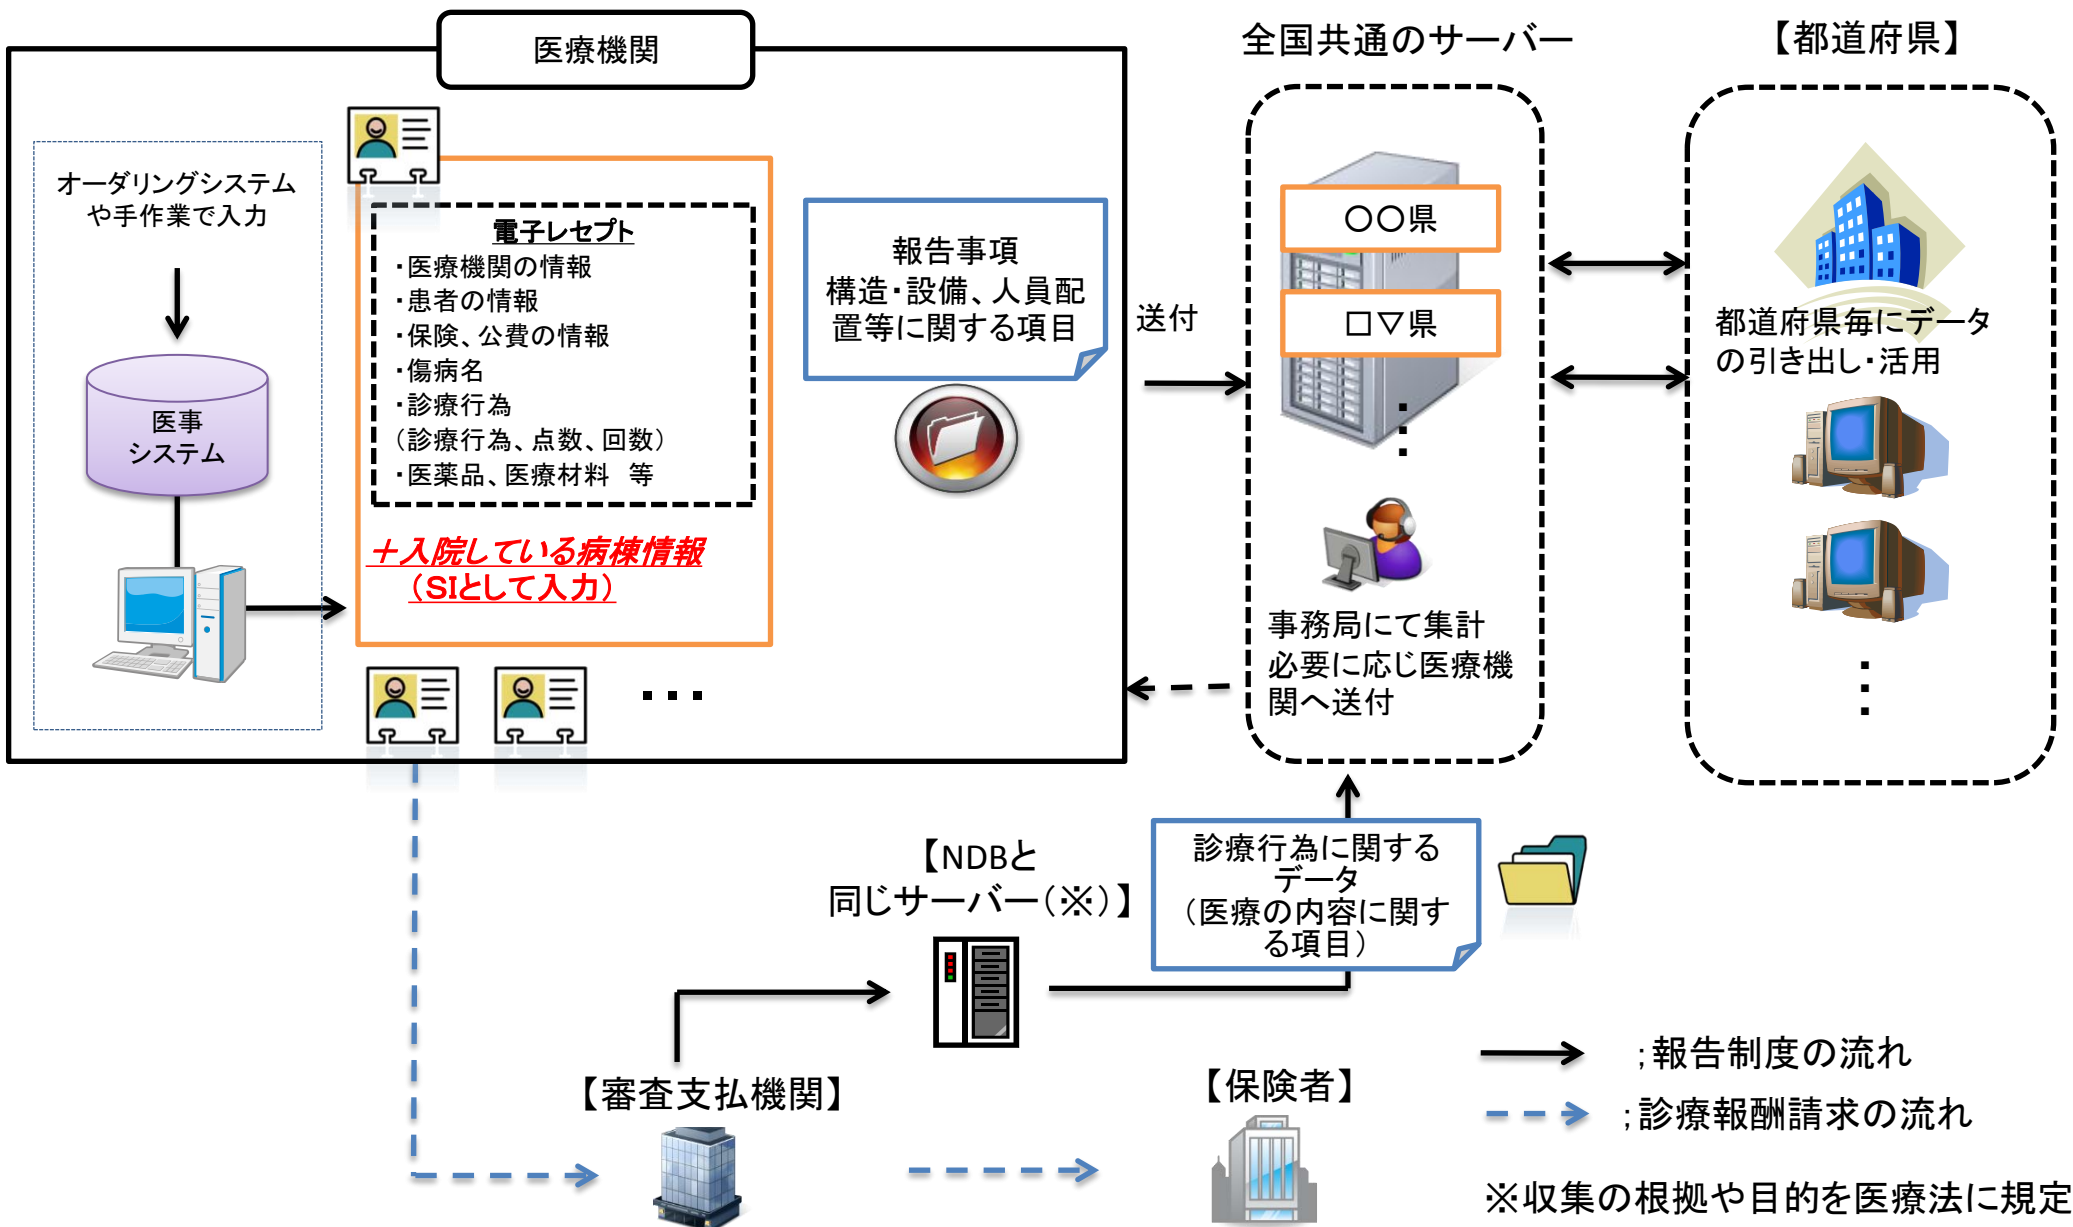 医療機関
オーダリングシステム
や手作業で入力
医事
システム
電子レセプト
・医療機関の情報
・患者の情報
・保険、公費の情報
・傷病名
・診療行為
（診療行為、点数、回数）
・医薬品、医療材料　等
＋入院している病棟情報
（SIとして入力）
・・・
報告事項
構造・設備、人員配
置等に関する項目
送付
全国共通のサーバー
〇〇県
□▽県
事務局にて集計
必要に応じ医療機
関へ送付
【都道府県】
都道府県毎にデータ
の引き出し・活用
【NDBと
同じサーバー（※）】
診療行為に関する
データ
（医療の内容に関す
る項目）
【審査支払機関】
【保険者】
；報告制度の流れ
；診療報酬請求の流れ
※収集の根拠や目的を医療法に規定